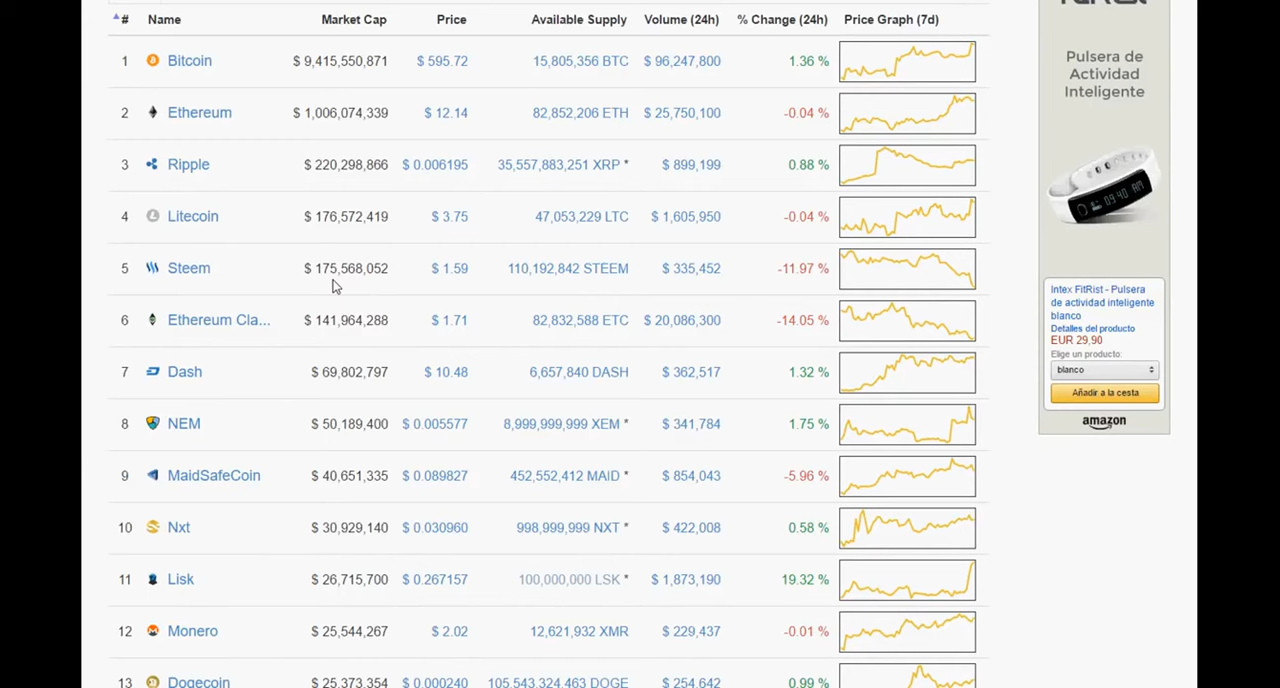 # Name Market Cap Price Available Supply Volume (24h) % Change (24h) Price Graph (7d)
1 Bitcoin $ 9,415,550,871 $ 595.72 15,805,356 BTC $ 96,247,800 1.36 %
2 Ethereum $ 1,006,074,339 $ 12.14 82,852,206 ETH $ 25,750,100 -0.04 %
3 Ripple $ 220,298,866 $ 0.006195 35,557,883,251 XRP * $ 899,199 0.88 %
4 Litecoin $ 176,572,419 $ 3.75 47,053,229 LTC $ 1,605,950 -0.04 %
5 Steem $ 175,568,052 $ 1.59 110,192,842 STEEM $ 335,452 -11.97 %
6 Ethereum Cla... $ 141,964,288 $ 1.71 82,832,588 ETC $ 20,086,300 -14.05 %
7 Dash $ 69,802,797 $ 10.48 6,657,840 DASH $ 362,517 1.32 %
8 NEM $ 50,189,400 $ 0.005577 8,999,999,999 XEM * $ 341,784 1.75 %
9 MaidSafeCoin $ 40,651,335 $ 0.089827 452,552,412 MAID * $ 854,043 -5.96 %
10 Nxt $ 30,929,140 $ 0.030960 998,999,999 NXT * $ 422,008 0.58 %
11 Lisk $ 26,715,700 $ 0.267157 100,000,000 LSK * $ 1,873,190 19.32 %
12 Monero $ 25,544,267 $ 2.02 12,621,932 XMR $ 229,437 -0.01 %
13 Dogecoin $ 25,373,354 $ 0.000240 105,543,324,463 DOGE $ 254,642 0.99 %
Pulsera de
Actividad
Inteligente
09:40 AM
Intex FitRist - Pulsera
de actividad inteligente
blanco
Detalles del producto
EUR 29,90
Elige un producto:
blanco
Añadir a la cesta
amazon